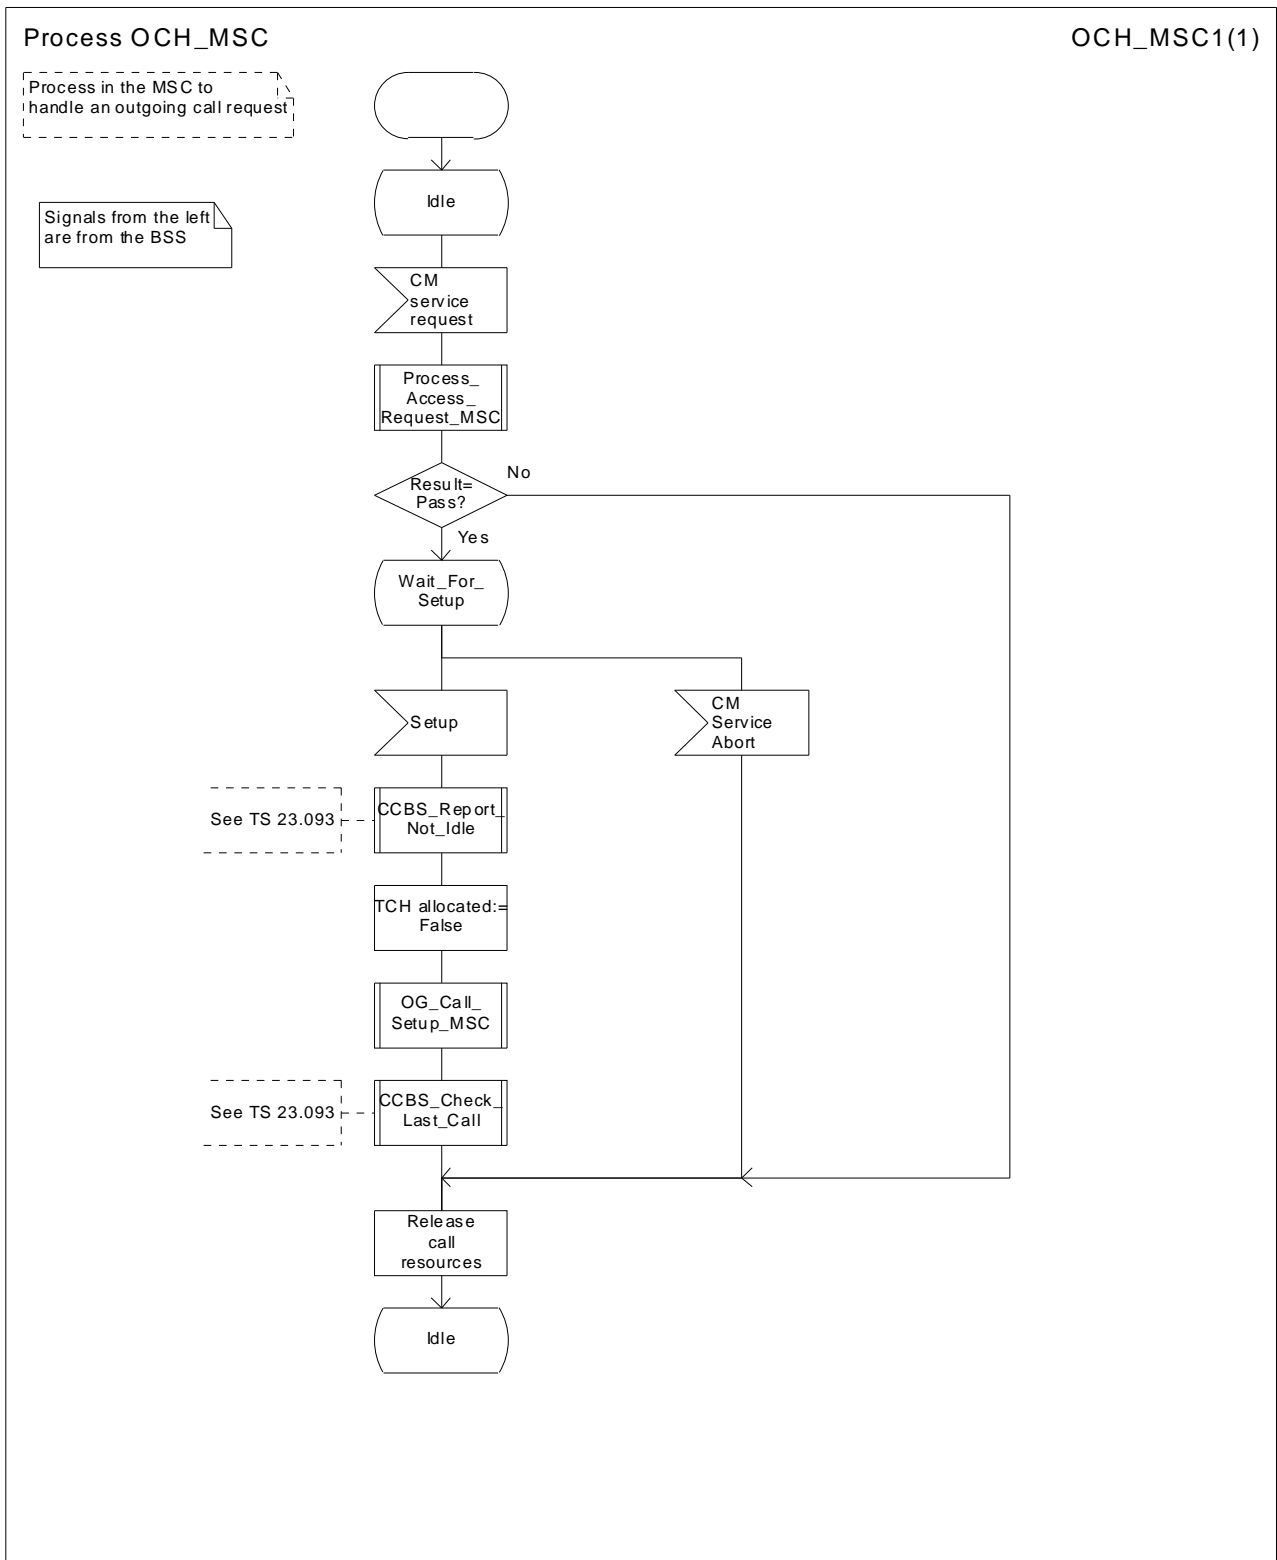 Process OCH_MSC
OCH_MSC1(1)
Process in the MSC to
handle an outgoing call request
Signals from the left
are from the BSS
Idle
CM
service
request
Process_
Access_
Request_MSC
Result=
Pass?
No
Yes
Wait_For_
Setup
Setup
CM
Service
Abort
See TS 23.093
CCBS_Report_
Not_Idle
TCH allocated:=
False
OG_Call_
Setup_MSC
See TS 23.093
CCBS_Check_
Last_Call
Release
call
resources
Idle